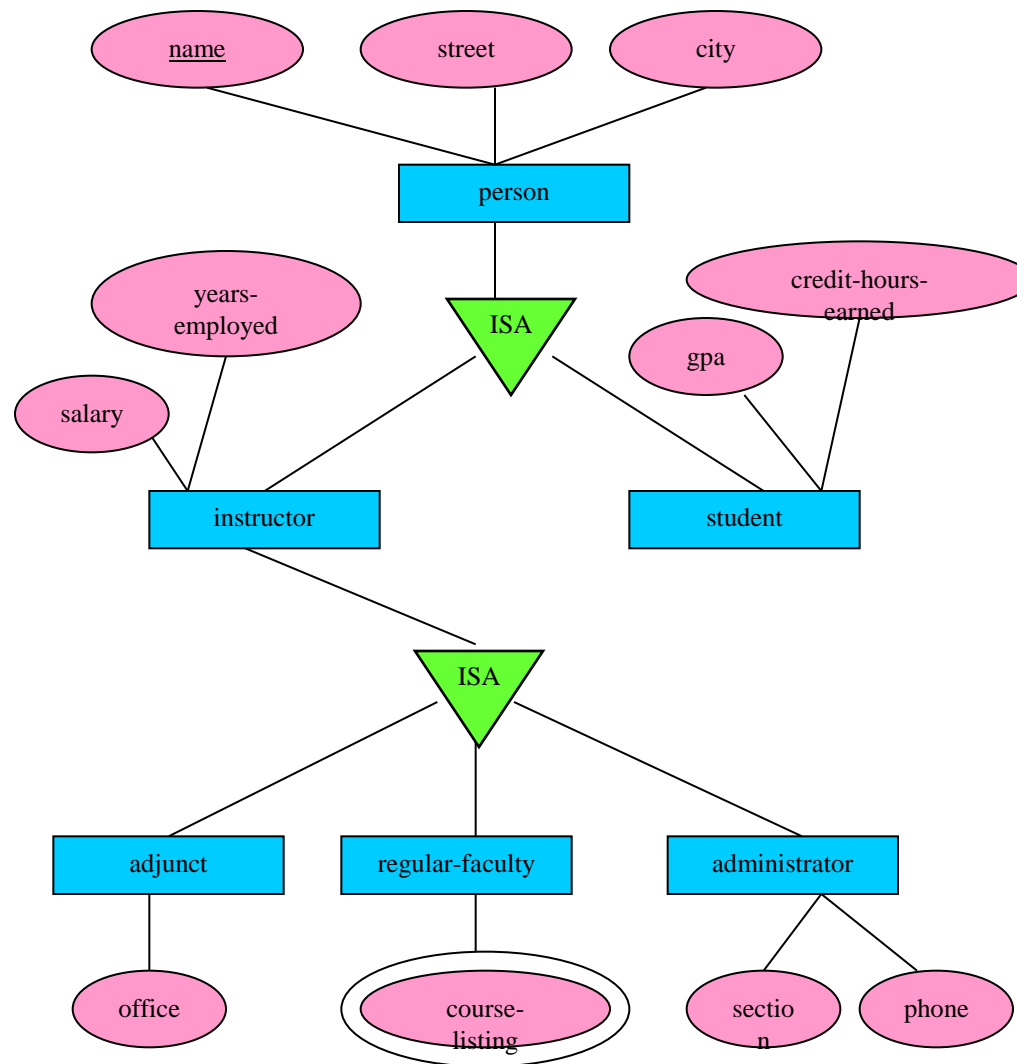 name
street
city
person
years-
employed
credit-hours-
earned
ISA
gpa
salary
instructor
student
ISA
adjunct
regular-faculty
administrator
office
course-
listing
sectio
n
phone